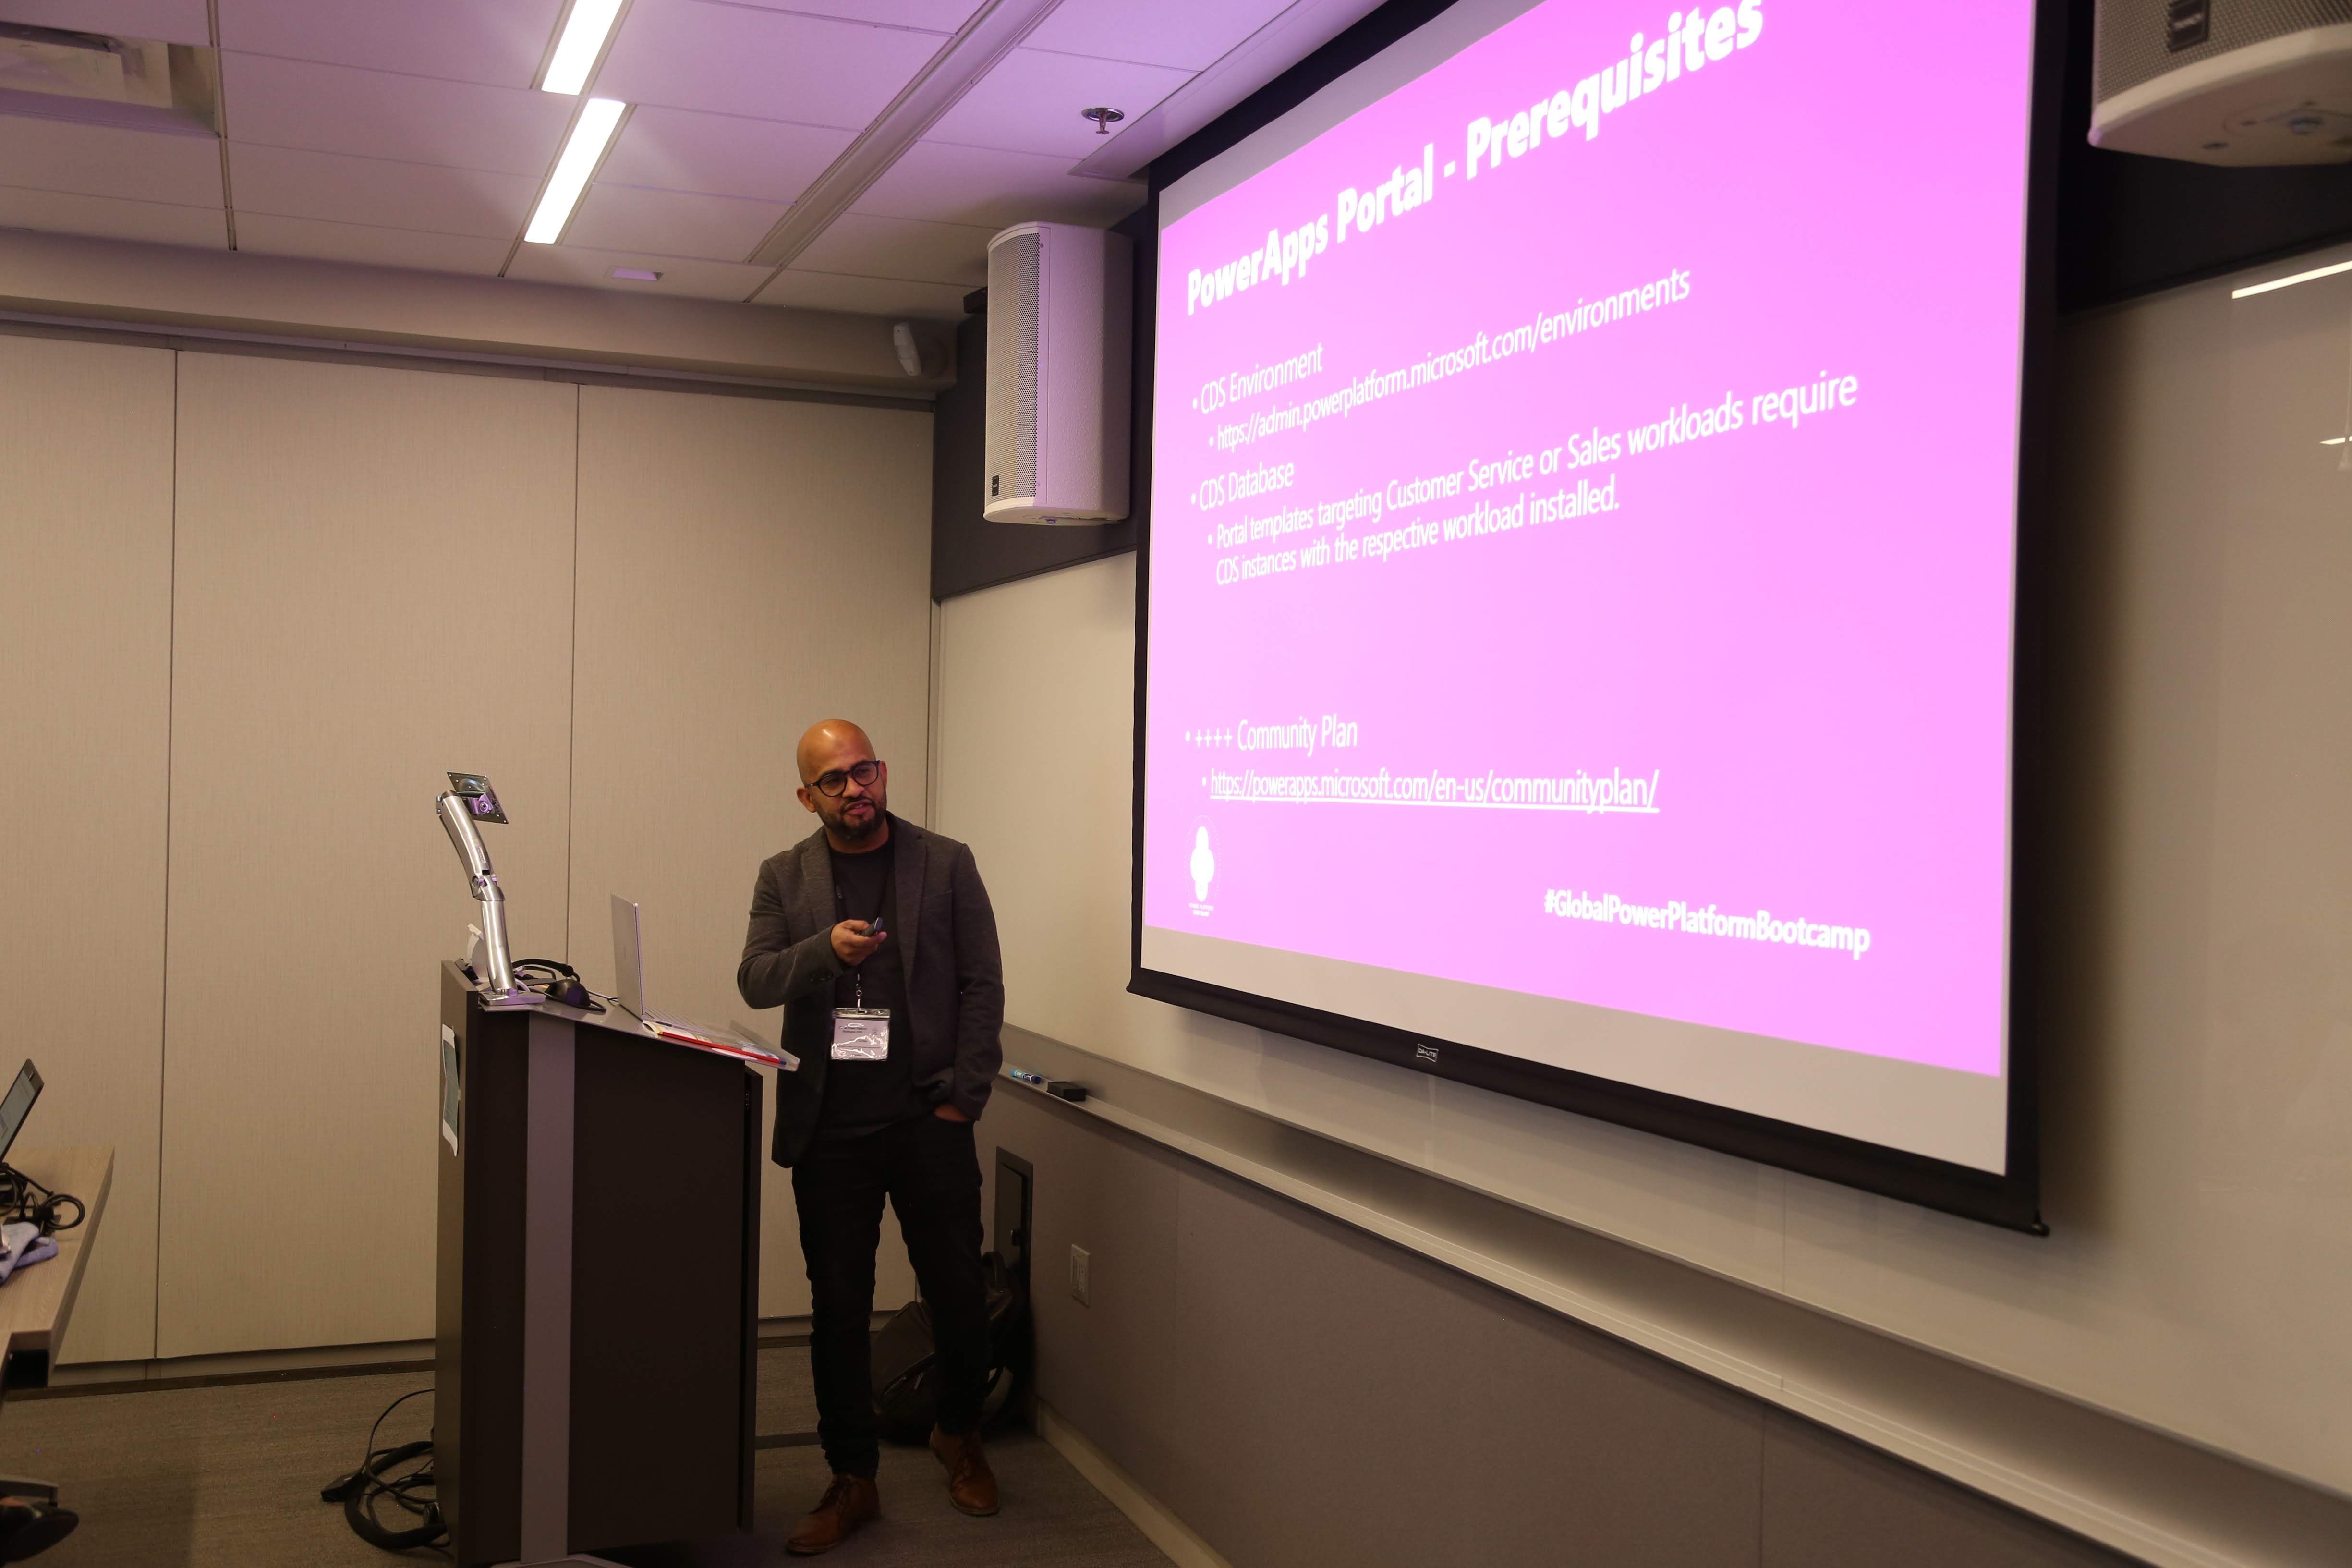 PowerApps Portal - Prerequisites
• CDS Environment
• https://admin.powerplatform.microsoft.com/environments
• CDS Database
• Portal templates targeting Customer Service or Sales workloads require
CDS instances with the respective workload installed.
• ++++ Community Plan
• https://powerapps.microsoft.com/en-us/communityplan/
#GlobalPowerPlatformBootcamp
DA-LITE